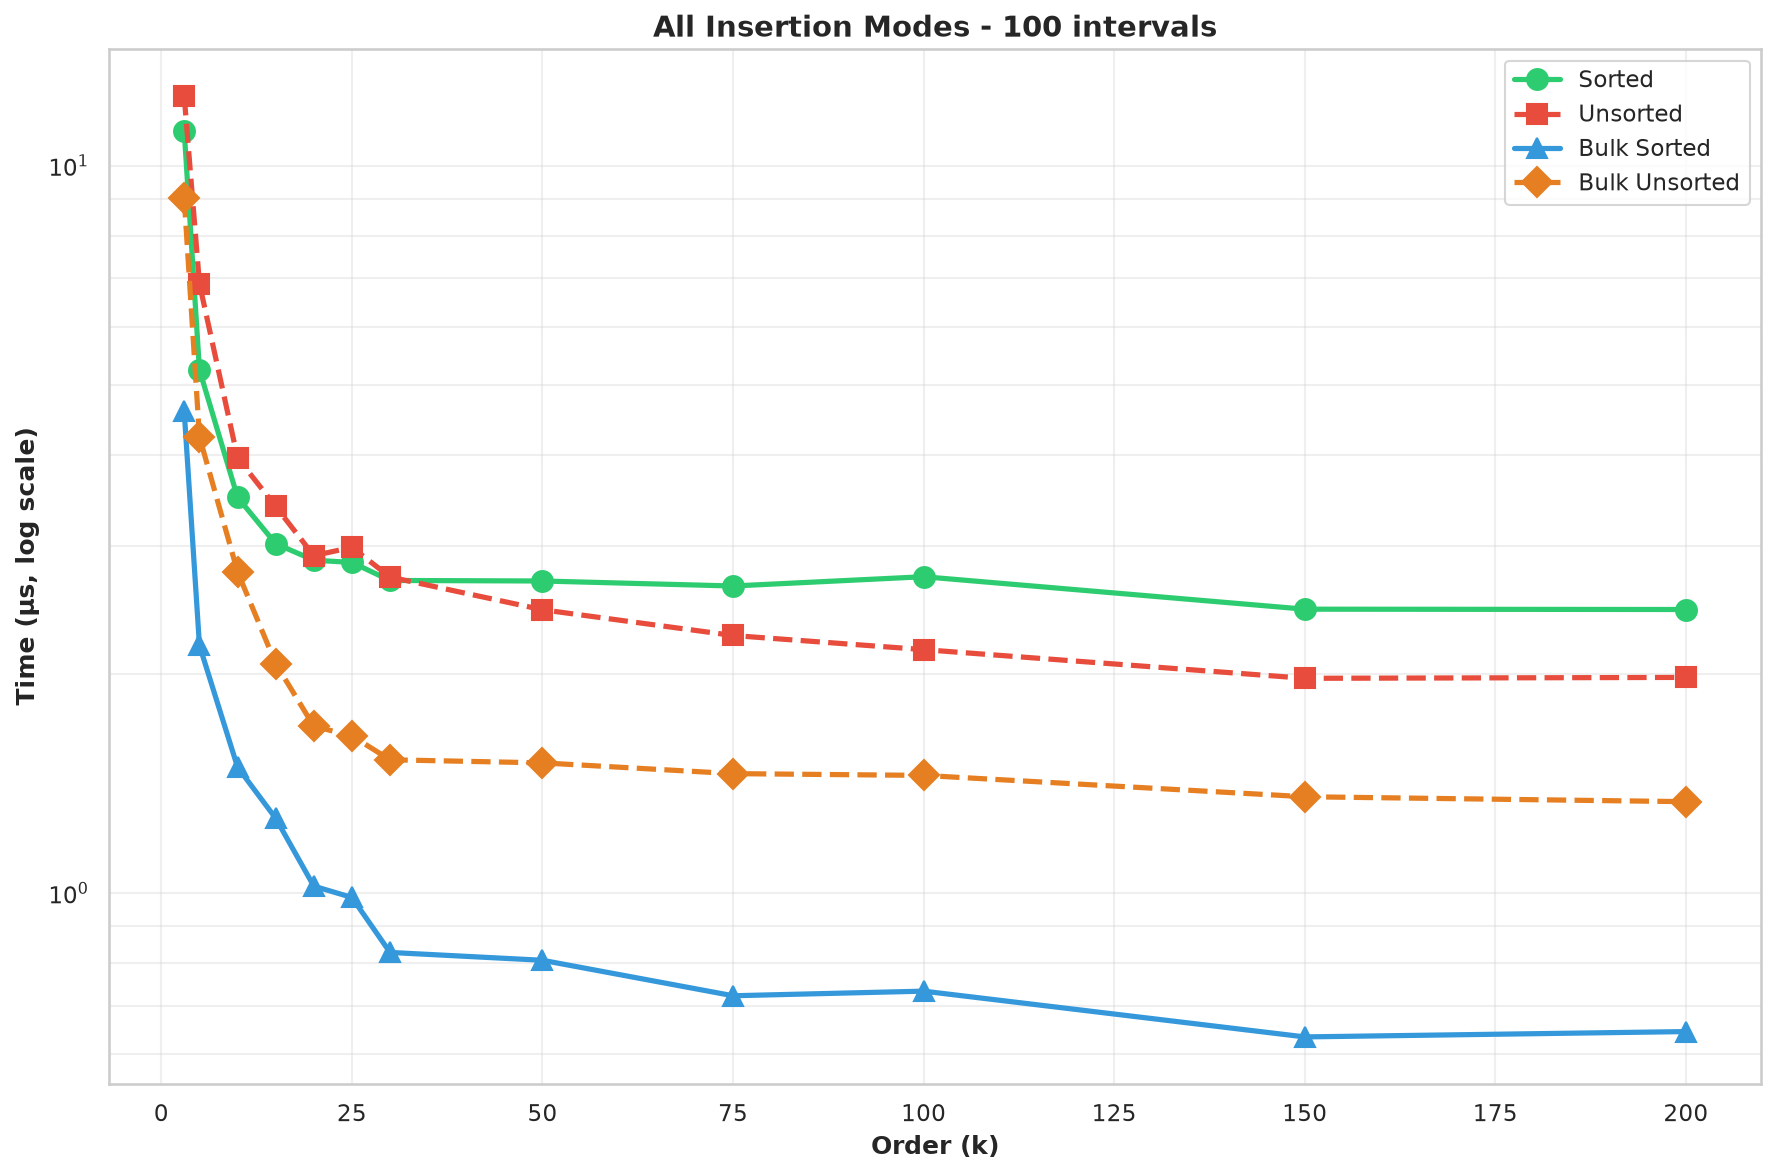 All Insertion Modes - 100 intervals
Sorted
Unsorted
Bulk Sorted
Bulk Unsorted
Time (µs, log scale)
10¹
10⁰
0 25 50 75 100 125 150 175 200
Order (k)